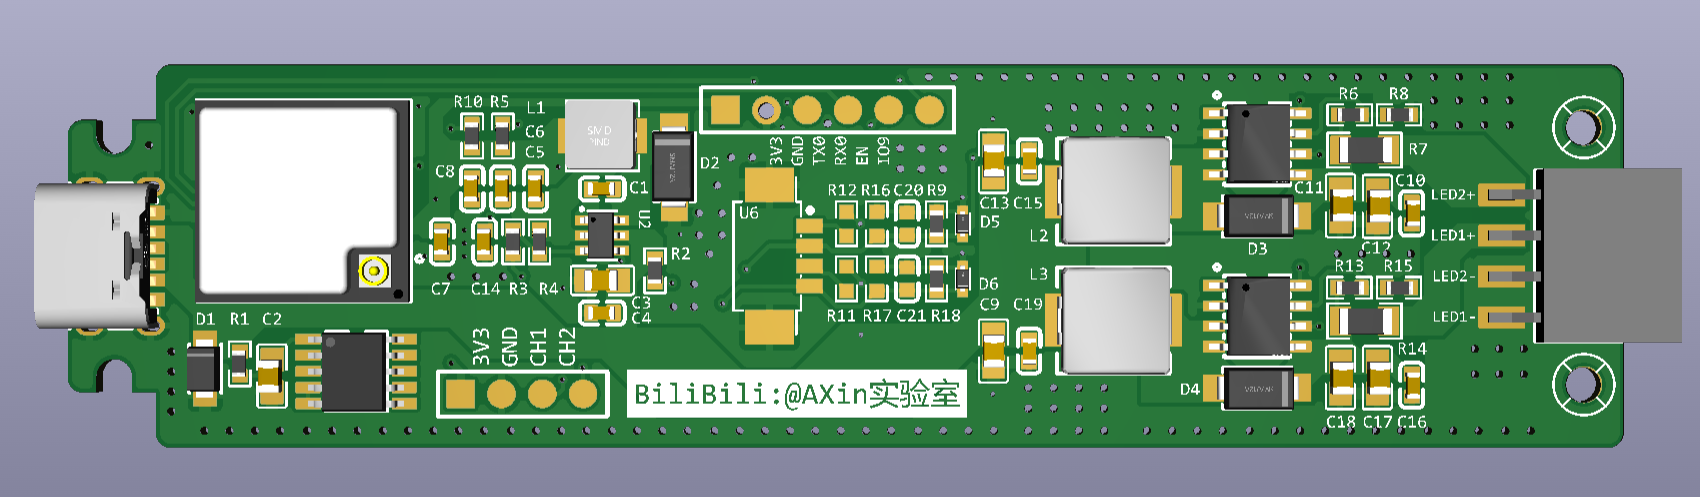 R10 R5
L1
C6
C5
SMD
IND
C8
C1
U2
D2
3V3
GND
TX0
RX0
EN
IO9
U6
R12 R16 C20 R9
D5
C13 C15
L2
R6 R8
R7
C11
C10
D3
C12
LED2+
LED1+
LED2-
LED1-
R2
C7 C14 R3 R4
C3
C4
R11 R17 C21 R18
D6
C9 C19
L3
R13 R15
D1 R1 C2
3V3
GND
CH1
CH2
BiliBili:@AXin实验室
R14
D4
C18 C17 C16